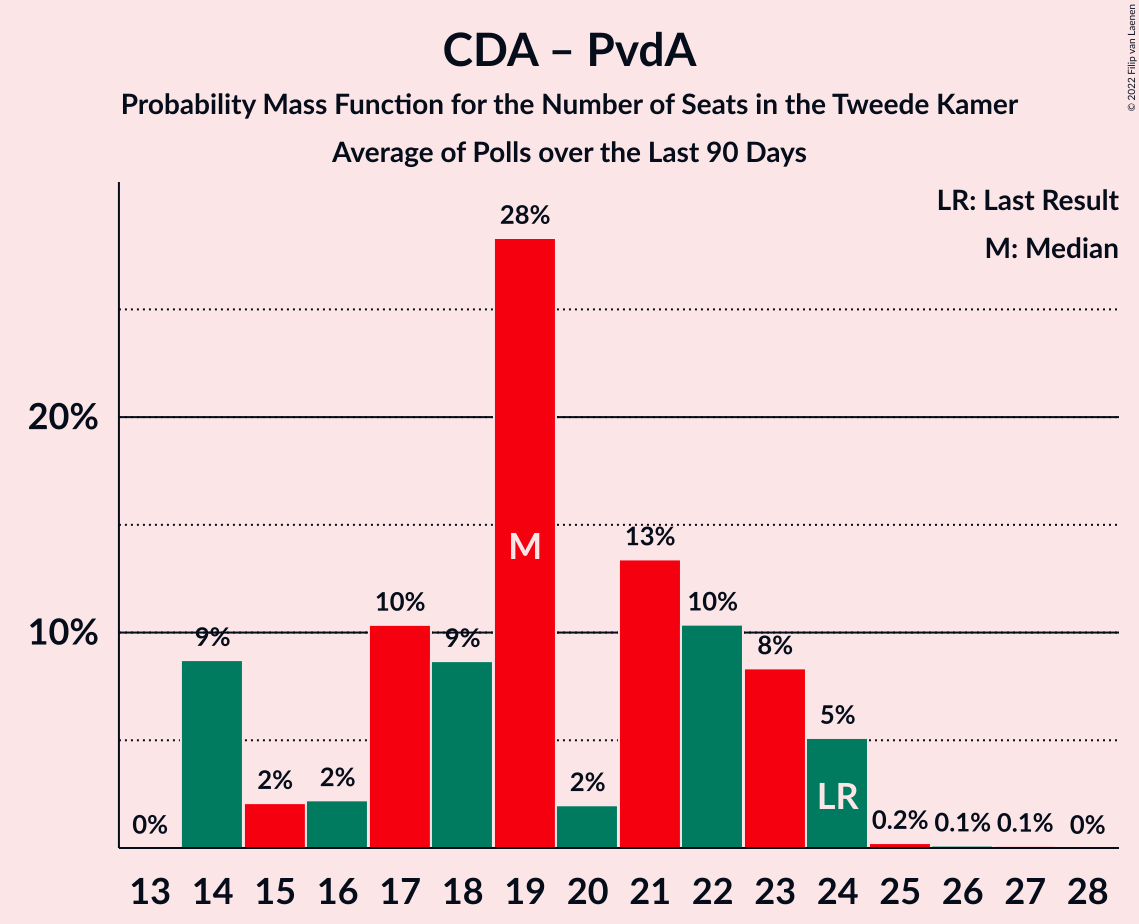 CDA – PvdA
Probability Mass Function for the Number of Seats in the Tweede Kamer
Average of Polls over the Last 90 Days
© 2022 Filip van Laenen
LR: Last Result
M: Median
28%
20%
M
13%
10%
10%
10%
9%
9%
8%
5%
2%
2%
2%
LR
0%
0.2%
0.1%
0.1%
0%
13 14 15 16 17 18 19 20 21 22 23 24 25 26 27 28